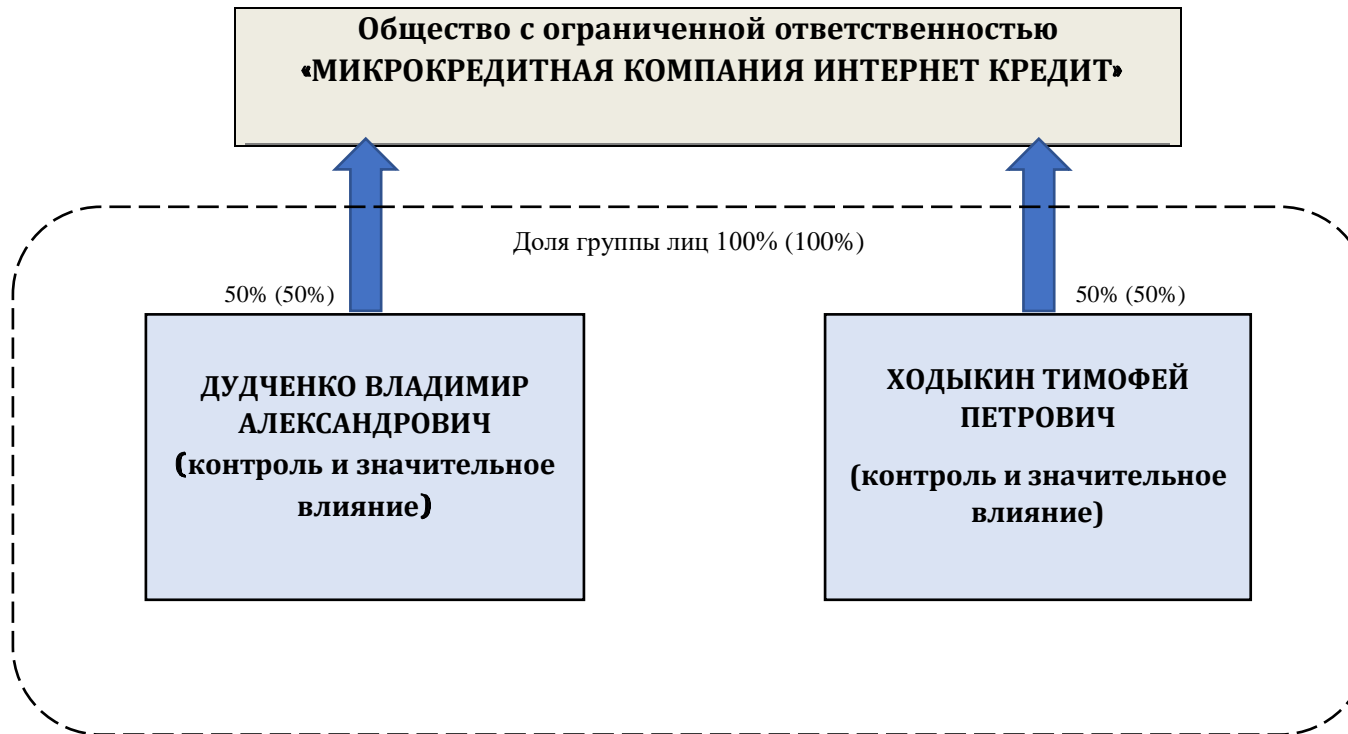 Общество с ограниченной ответственностью
«МИКРОКРЕДИТНАЯ КОМПАНИЯ ИНТЕРНЕТ КРЕДИТ»
Доля группы лиц 100% (100%)
50% (50%)
50% (50%)
ДУДЧЕНКО ВЛАДИМИР
АЛЕКСАНДРОВИЧ
(контроль и значительное
влияние)
ХОДЫКИН ТИМОФЕЙ
ПЕТРОВИЧ
(контроль и значительное
влияние)